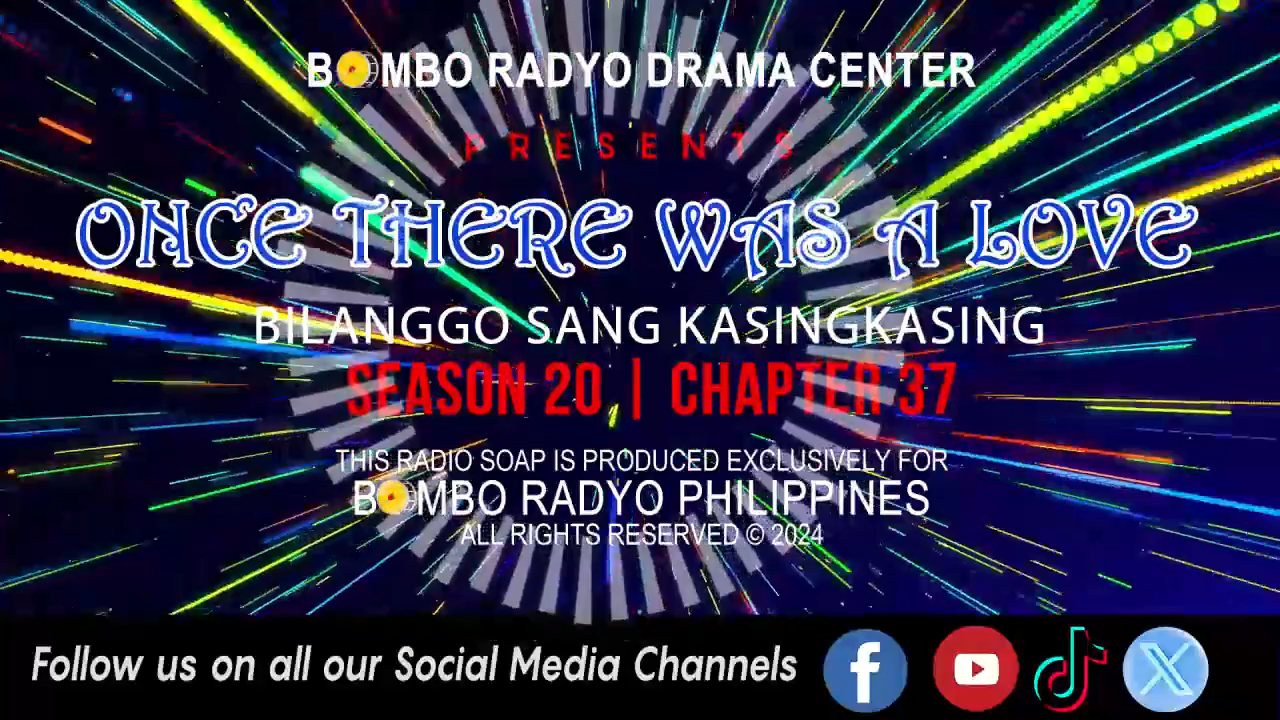 BOMBO RADYO DRAMA CENTER
PRESENTS
ONCE THERE WAS A LOVE
BILANGGO SANG KASINGKASING
SEASON 20 | CHAPTER 37
THIS RADIO SOAP IS PRODUCED EXCLUSIVELY FOR
BOMBO RADYO PHILIPPINES
ALL RIGHTS RESERVED © 2024
Follow us on all our Social Media Channels